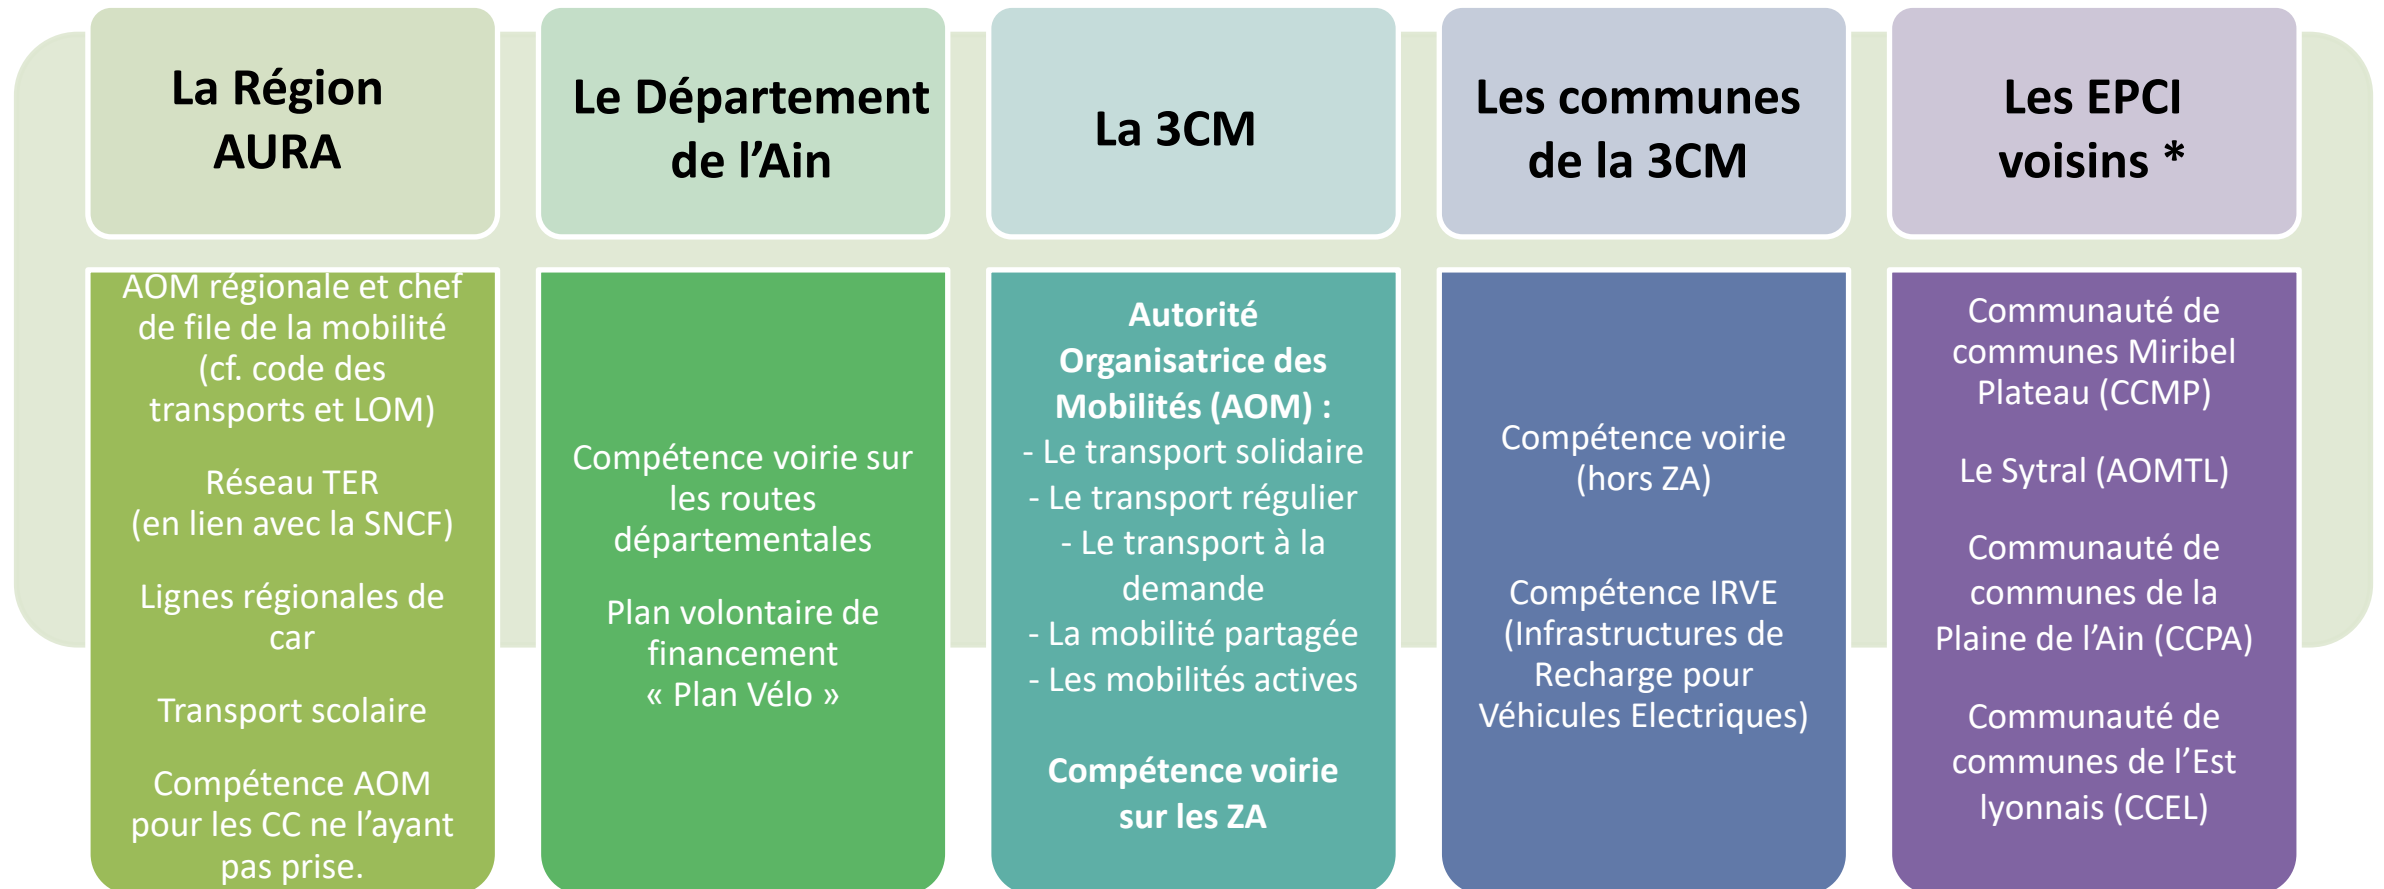 La Région
AURA
AOM régionale et chef
de file de la mobilité
(cf. code des
transports et LOM)
Réseau TER
(en lien avec la SNCF)
Lignes régionales de
car
Transport scolaire
Compétence AOM
pour les CC ne l’ayant
pas prise.
Le Département
de l’Ain
Compétence voirie sur
les routes
départementales
Plan volontaire de
financement
« Plan Vélo »
La 3CM
Autorité
Organisatrice des
Mobilités (AOM) :
- Le transport solidaire
- Le transport régulier
- Le transport à la
demande
- La mobilité partagée
- Les mobilités actives
Compétence voirie
sur les ZA
Les communes
de la 3CM
Compétence voirie
(hors ZA)
Compétence IRVE
(Infrastructures de
Recharge pour
Véhicules Electriques)
Les EPCI
voisins *
Communauté de
communes Miribel
Plateau (CCMP)
Le Sytral (AOMTL)
Communauté de
communes de la
Plaine de l’Ain (CCPA)
Communauté de
communes de l’Est
lyonnais (CCEL)